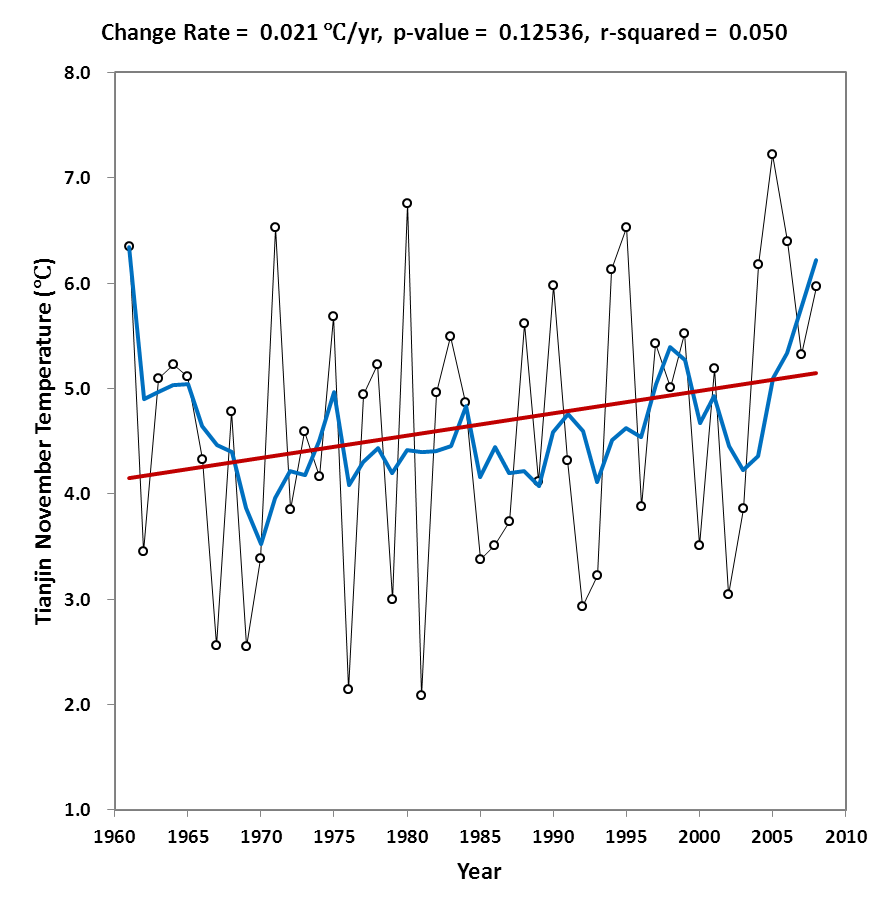 Change Rate = 0.021 ℃/yr, p-value = 0.12536, r-squared = 0.050
8.0
7.0
6.0
5.0
4.0
3.0
2.0
1.0
Tianjin November Temperature (℃)
1960 1965 1970 1975 1980 1985 1990 1995 2000 2005 2010
Year